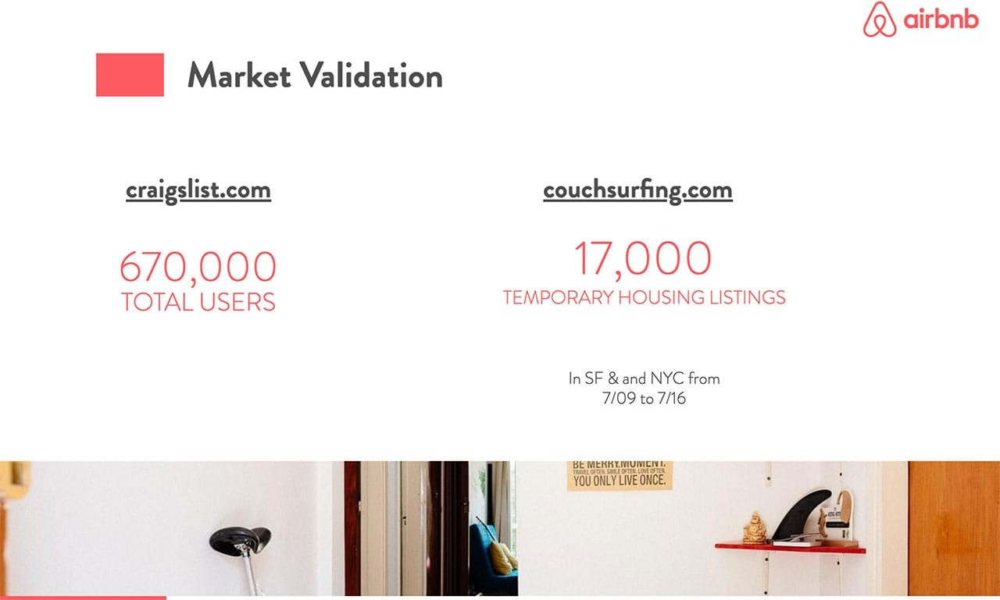 airbnb
Market Validation
craigslist.com
670,000
TOTAL USERS
couchsurfing.com
17,000
TEMPORARY HOUSING LISTINGS
In SF & and NYC from
7/09 to 7/16
BE MERRY.MOMENT.
TRAVEL OFTEN. SMILE OFTEN. LOVE OFTEN.
YOU ONLY LIVE ONCE.